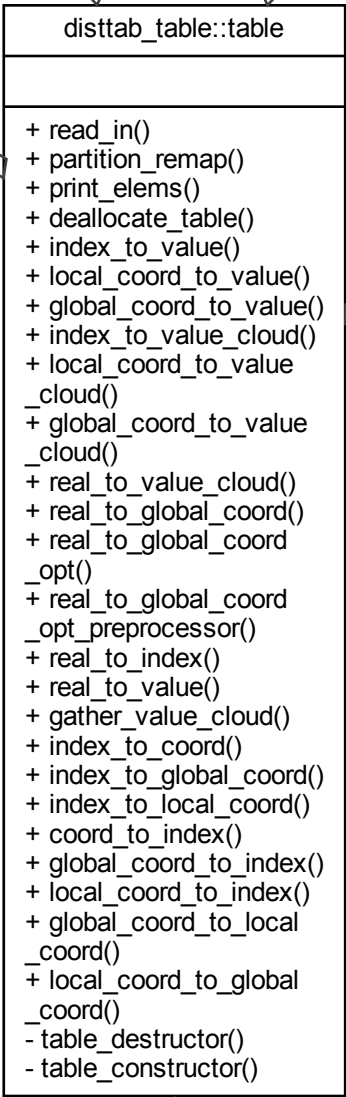 disttab_table::table
+ read_in()
+ partition_remap()
+ print_elems()
+ deallocate_table()
+ index_to_value()
+ local_coord_to_value()
+ global_coord_to_value()
+ index_to_value_cloud()
+ local_coord_to_value
_cloud()
+ global_coord_to_value
_cloud()
+ real_to_value_cloud()
+ real_to_global_coord()
+ real_to_global_coord
_opt()
+ real_to_global_coord
_opt_preprocessor()
+ real_to_index()
+ real_to_value()
+ gather_value_cloud()
+ index_to_coord()
+ index_to_global_coord()
+ index_to_local_coord()
+ coord_to_index()
+ global_coord_to_index()
+ local_coord_to_index()
+ global_coord_to_local
_coord()
+ local_coord_to_global
_coord()
- table_destructor()
- table_constructor()